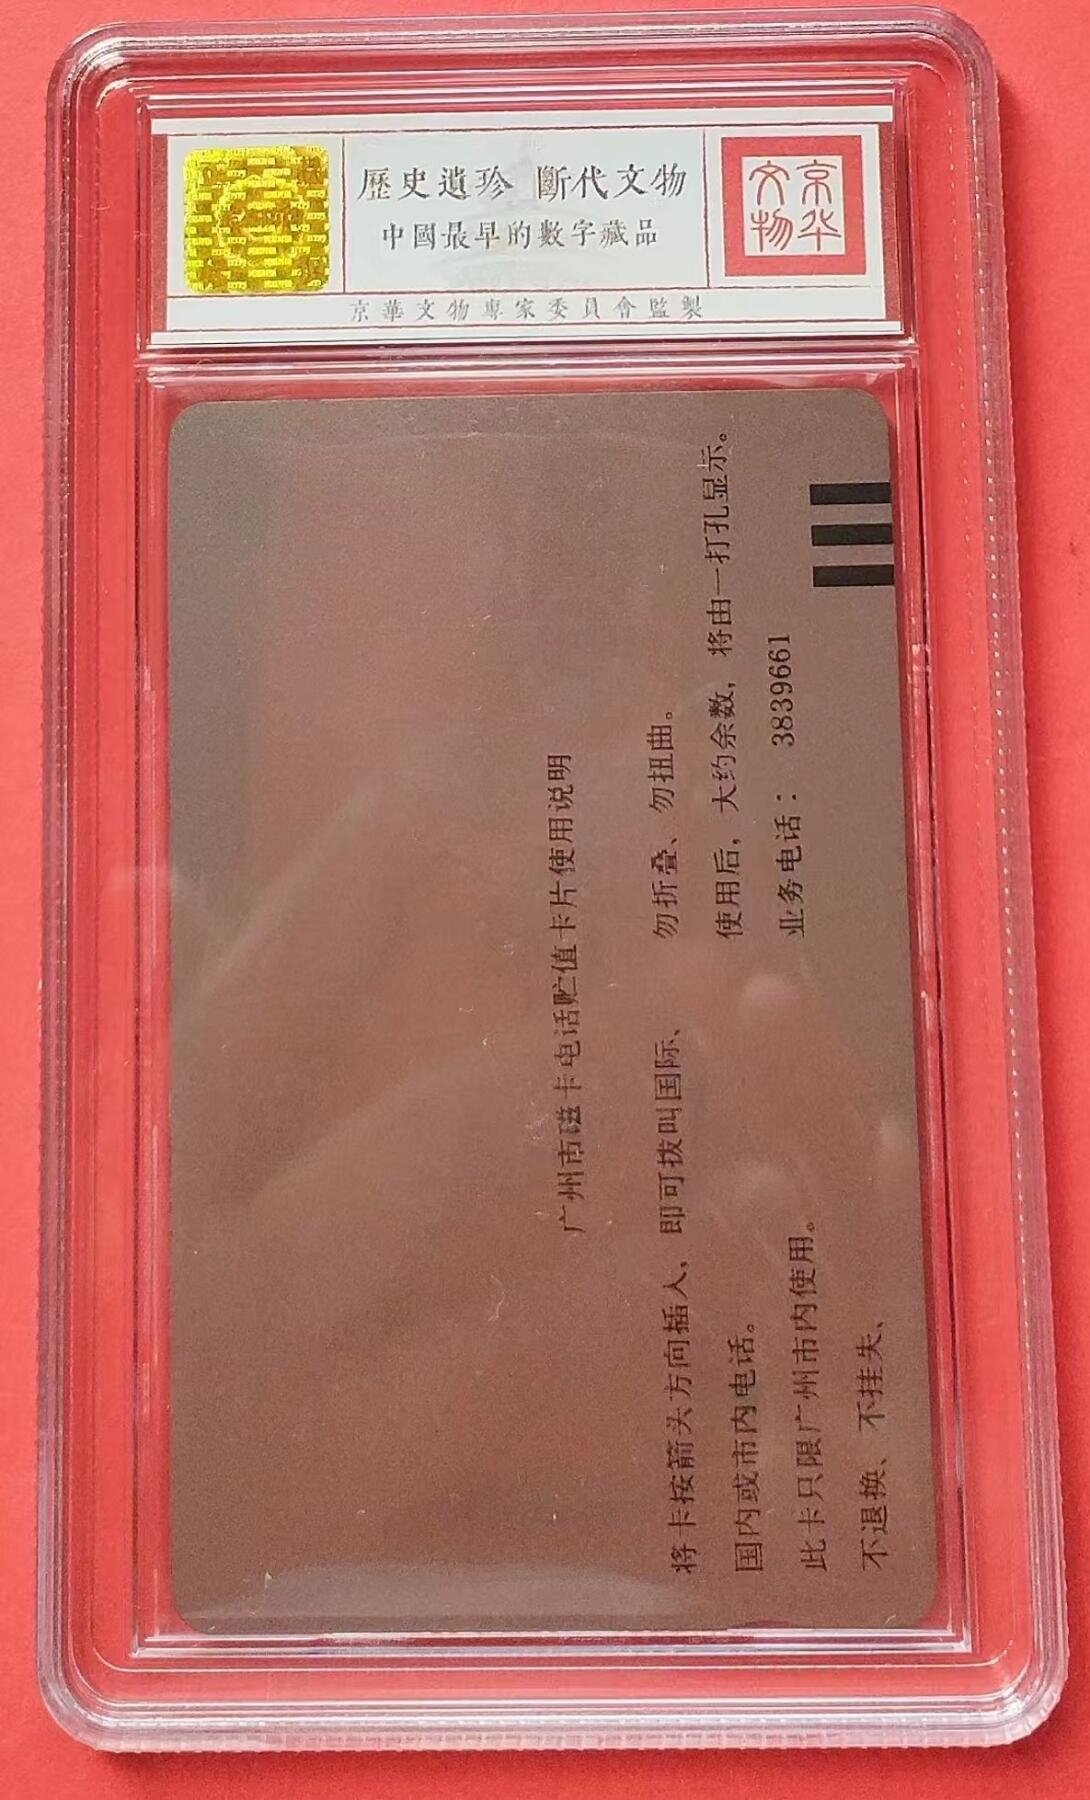 歷史遺珍 斷代文物
中國最早的數字藏品
京华
文物
京華文物專家委員會監製
广州市磁卡电话贮值卡片使用说明
将卡按箭头方向插入，即可拨叫国际、
国内或市内电话。
此卡只限广州市内使用。
不退换、不挂失、
勿折叠、勿扭曲。
使用后，大约余数，将由一打孔显示。
业务电话：3839661